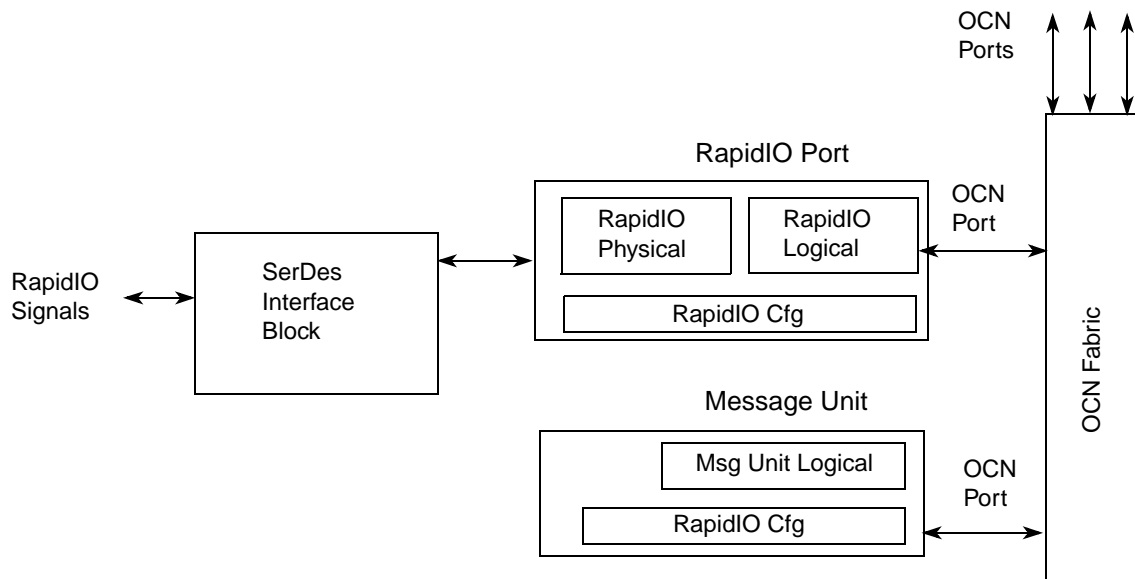 OCN
Ports
RapidIO Port
RapidIO
Physical
RapidIO
Logical
OCN
Port
RapidIO
Signals
SerDes
Interface
Block
RapidIO Cfg
OCN Fabric
Message Unit
Msg Unit Logical
OCN
Port
RapidIO Cfg